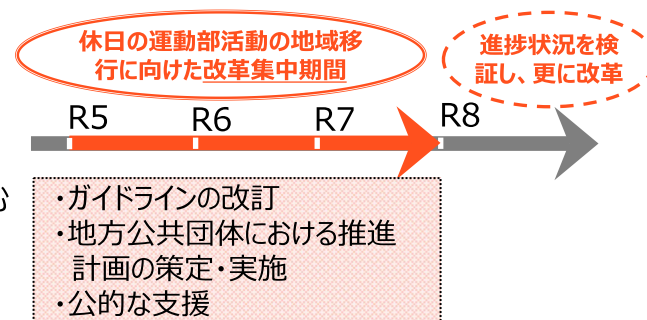 休日の運動部活動の地域移
行に向けた改革集中期間
進捗状況を検
証し、更に改革
R5
R6
R7
R8
む
・ガイドラインの改訂
・地方公共団体における推進
計画の策定・実施
・公的な支援